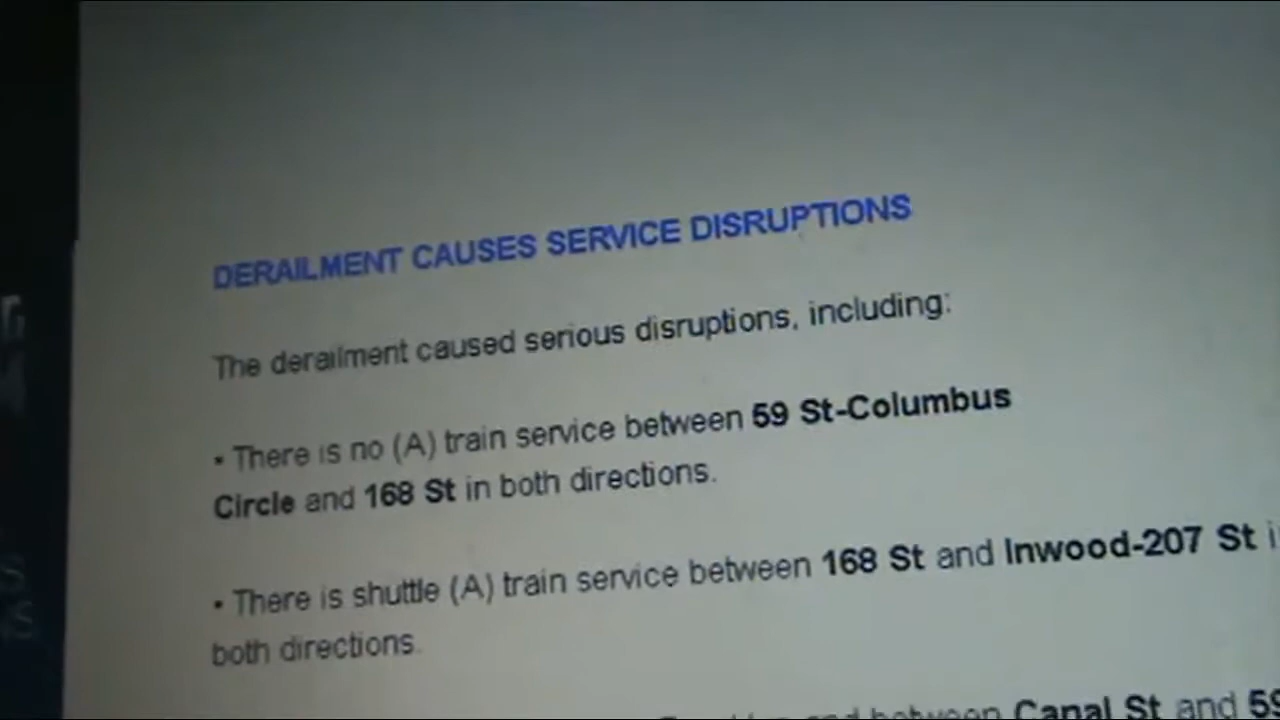 DERAILMENT CAUSES SERVICE DISRUPTIONS
The derailment caused serious disruptions, including:
• There is no (A) train service between 59 St-Columbus
Circle and 168 St in both directions.
• There is shuttle (A) train service between 168 St and Inwood-207 St
both directions.
between Canal St and